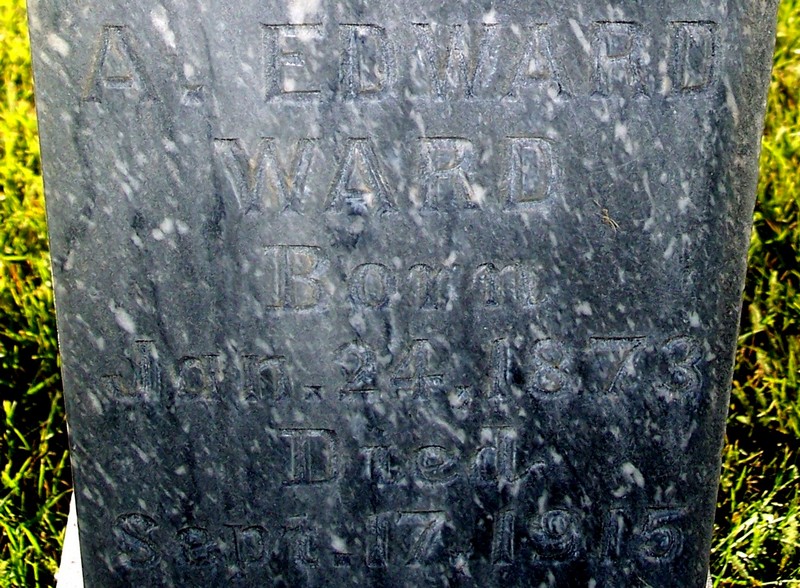 A. EDWARD
WARD
Born
Jan. 24, 1873
Died
Sept. 17, 1915